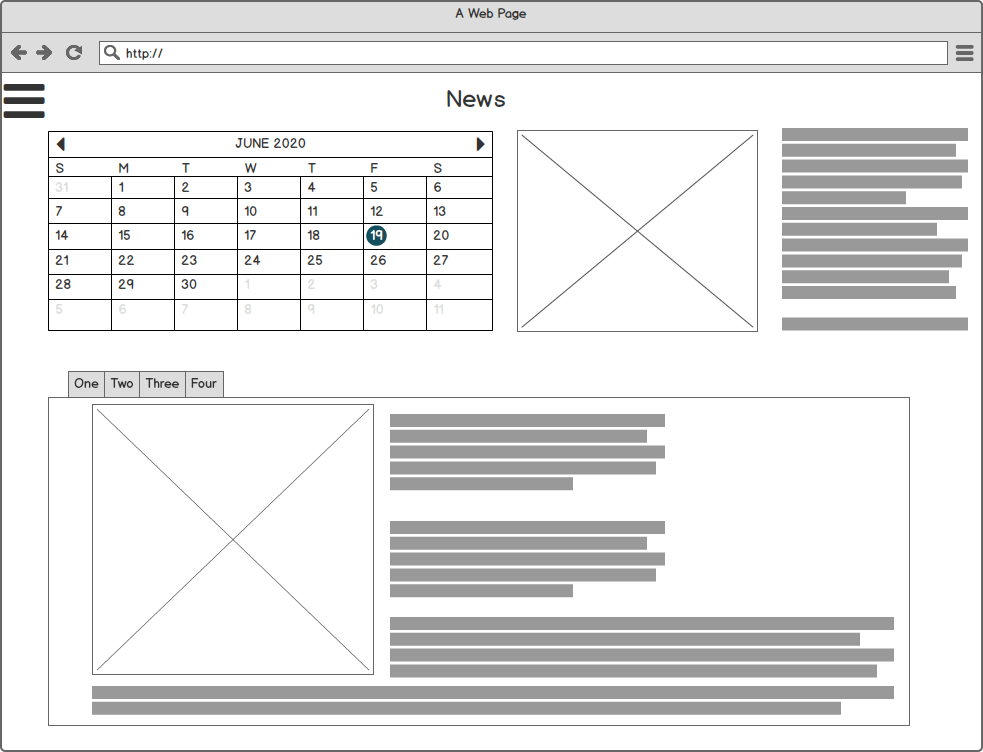 A Web Page
http://
News
JUNE 2020
S M T W T F S
31 1 2 3 4 5 6
7 8 9 10 11 12 13
14 15 16 17 18 19 20
21 22 23 24 25 26 27
28 29 30 1 2 3 4
5 6 7 8 9 10 11
One Two Three Four